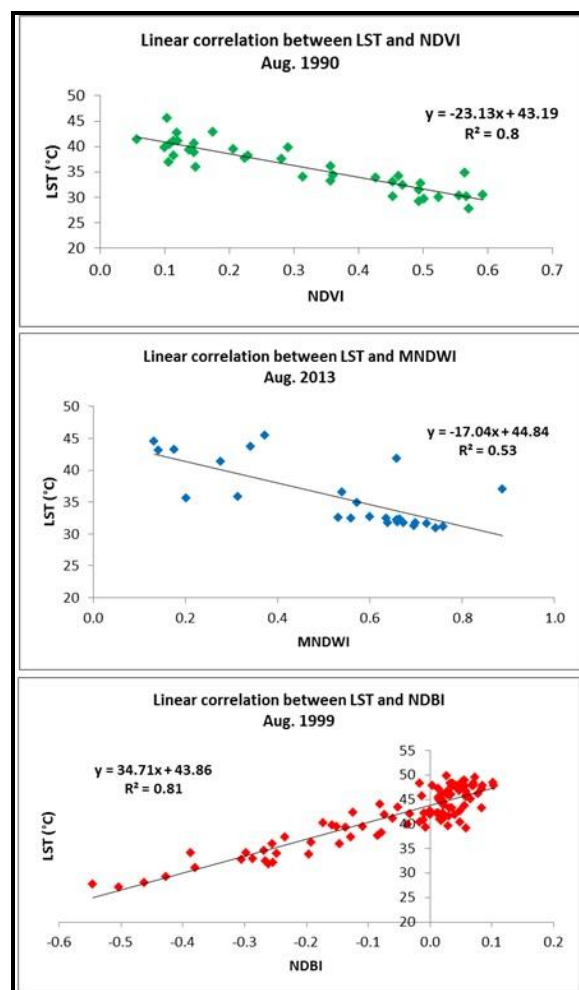 Linear correlation between LST and NDVI
Aug. 1990
y = -23.13x + 43.19
R² = 0.8
LST (°C)
50
45
40
35
30
25
20
0.0 0.1 0.2 0.3 0.4 0.5 0.6 0.7
NDVI
Linear correlation between LST and MNDWI
Aug. 2013
y = -17.04x + 44.84
R² = 0.53
LST (°C)
50
45
40
35
30
25
20
0.0 0.2 0.4 0.6 0.8 1.0
MNDWI
Linear correlation between LST and NDBI
Aug. 1999
y = 34.71x + 43.86
R² = 0.81
LST (°C)
55
50
45
40
35
30
25
20
-0.6 -0.5 -0.4 -0.3 -0.2 -0.1 0.0 0.1 0.2
NDBI